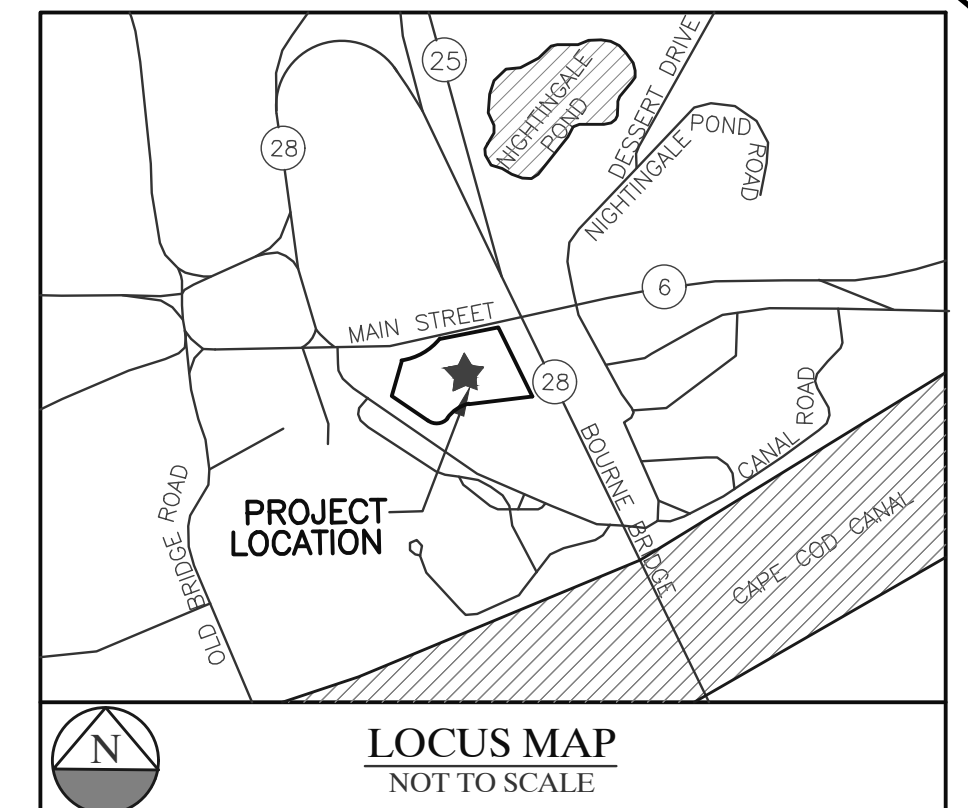 25
DESSERT DRIVE
NIGHTINGALE
POND
28
NIGHTINGALE POND ROAD
6
MAIN STREET
28
CANAL ROAD
BOURNE BRIDGE
OLD BRIDGE ROAD
PROJECT
LOCATION
CAPE COD CANAL
N
LOCUS MAP
NOT TO SCALE